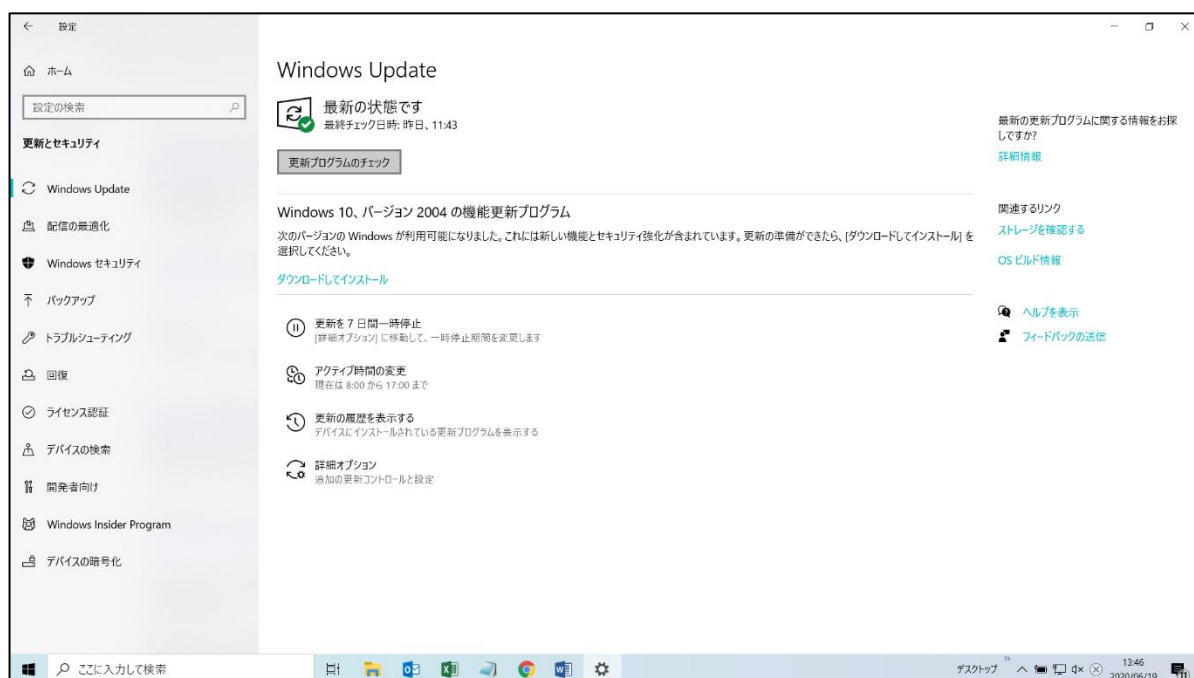 設定
ホーム
設定の検索
更新とセキュリティ
Windows Update
配信の最適化
Windows セキュリティ
バックアップ
トラブルシューティング
回復
ライセンス認証
デバイスの検索
開発者向け
Windows Insider Program
デバイスの暗号化
Windows Update
最新の状態です
最終チェック日時: 昨日、11:43
更新プログラムのチェック
Windows 10、バージョン 2004 の機能更新プログラム
次のバージョンの Windows が利用可能になりました。これには新しい機能とセキュリティ強化が含まれています。更新の準備ができたら、[ダウンロードしてインストール] を
選択してください。
ダウンロードしてインストール
更新を 7 日間一時停止
[詳細オプション] に移動して、一時停止期間を変更します
アクティブ時間の変更
現在は 8:00 から 17:00 まで
更新の履歴を表示する
デバイスにインストールされている更新プログラムを表示する
詳細オプション
追加の更新コントロールと設定
最新の更新プログラムに関する情報をお探
しですか?
詳細情報
関連するリンク
ストレージを確認する
OS ビルド情報
ヘルプを表示
フィードバックの送信
ここに入力して検索
デスクトップ
13:46
2020/06/19
11